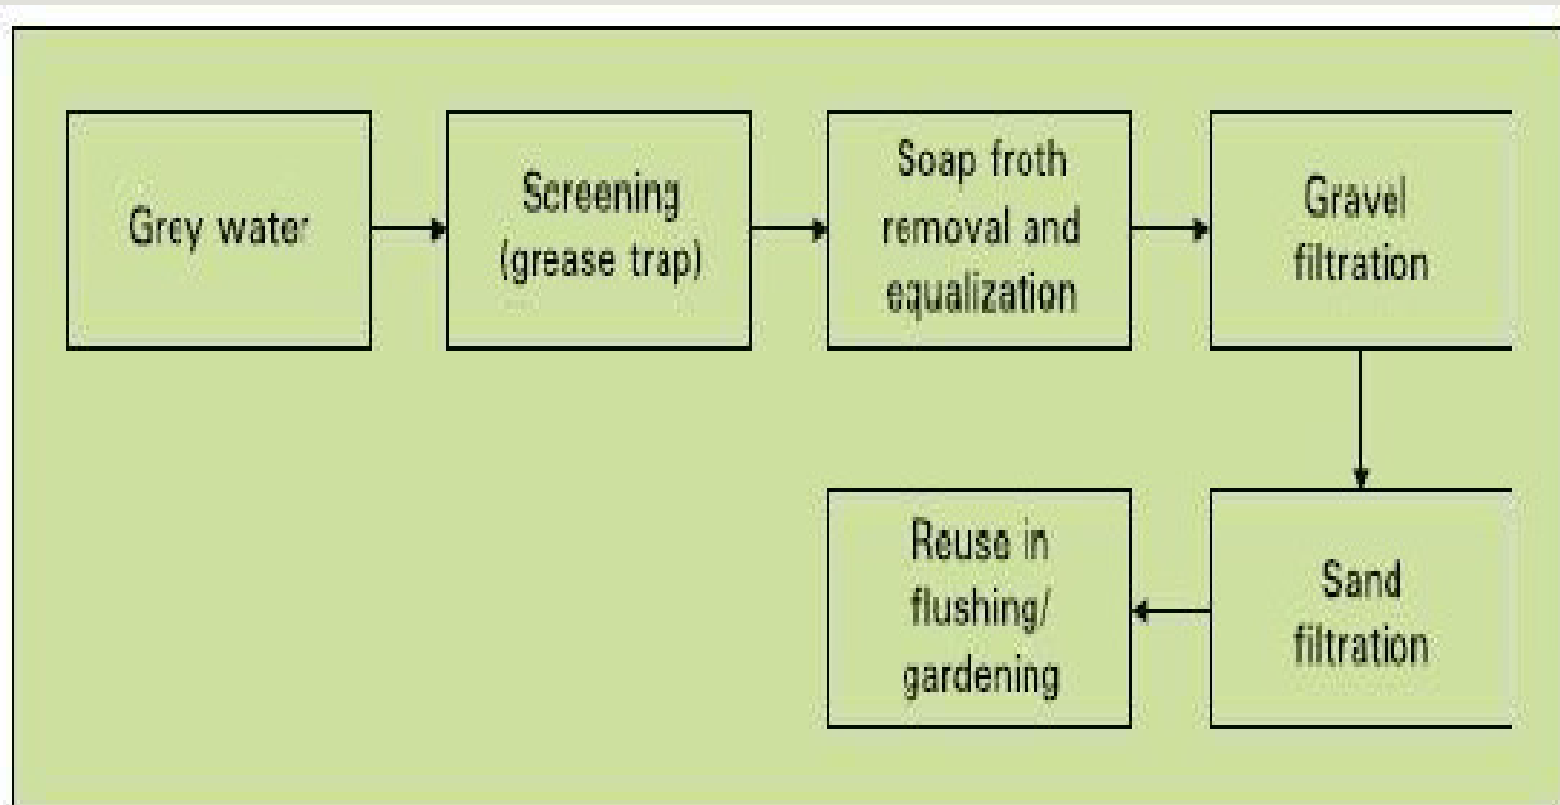 Grey water
Screening
(grease trap)
Soap froth
removal and
equalization
Gravel
filtration
Sand
filtration
Reuse in
flushing/
gardening